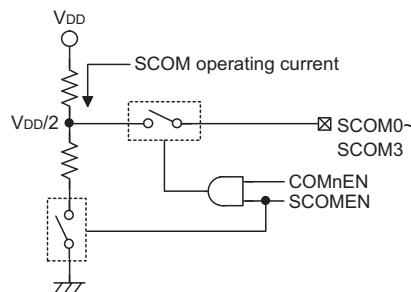 VDD
SCOM operating current
VDD/2
SCOM0~
SCOM3
COMnEN
SCOMEN